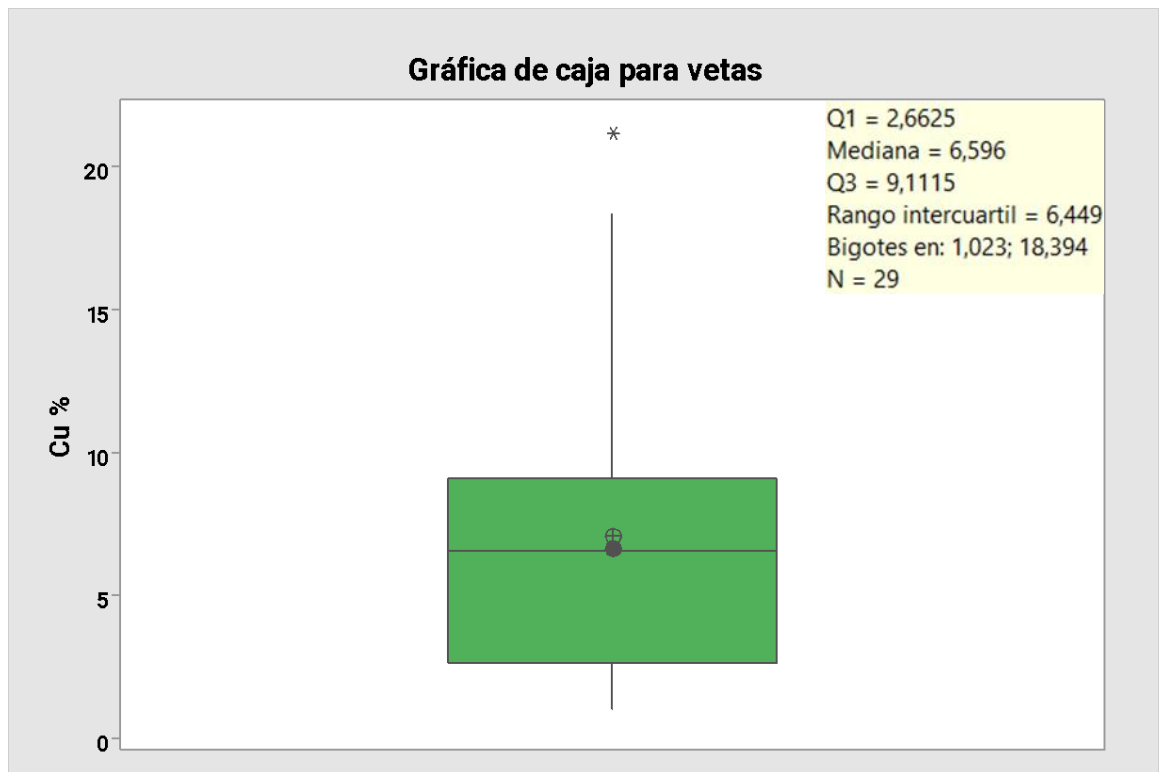 Gráfica de caja para vetas
Q1 = 2,6625
Mediana = 6,596
Q3 = 9,1115
Rango intercuartil = 6,449
Bigotes en: 1,023; 18,394
N = 29
20
15
10
5
0
Cu %